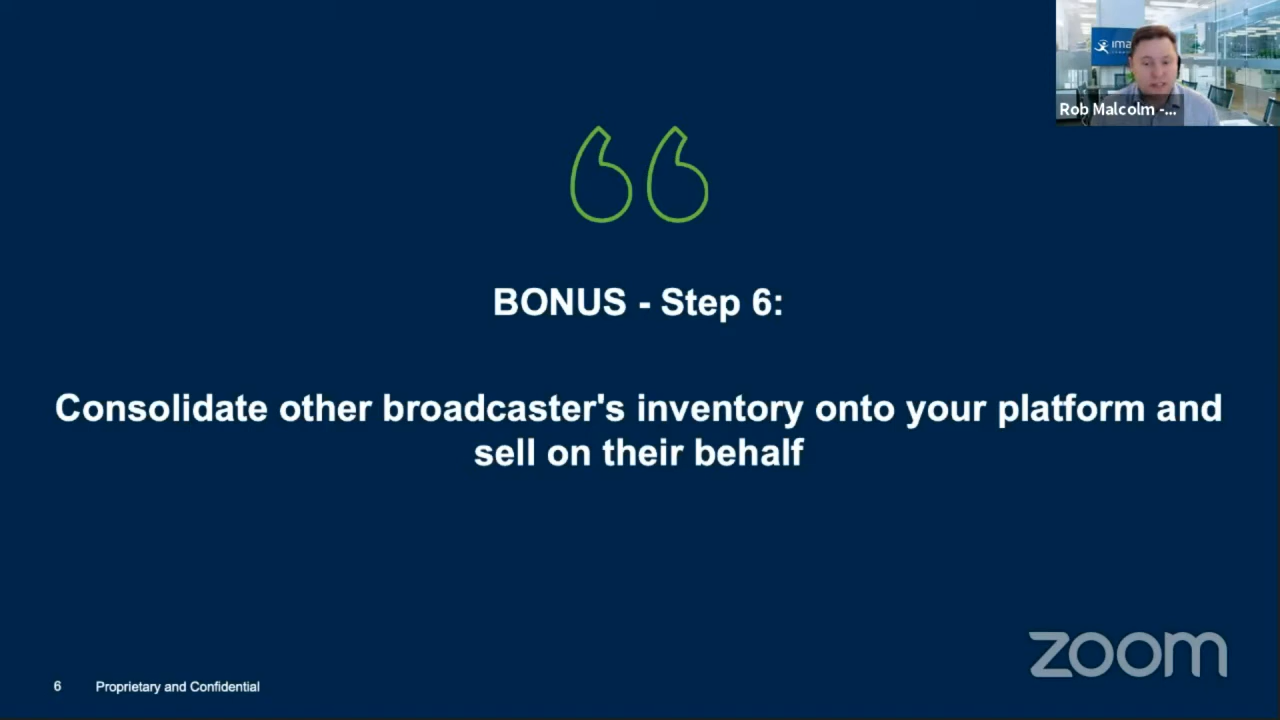 ima
Rob Malcolm -...
BONUS - Step 6:
Consolidate other broadcaster's inventory onto your platform and
sell on their behalf
zoom
6 Proprietary and Confidential